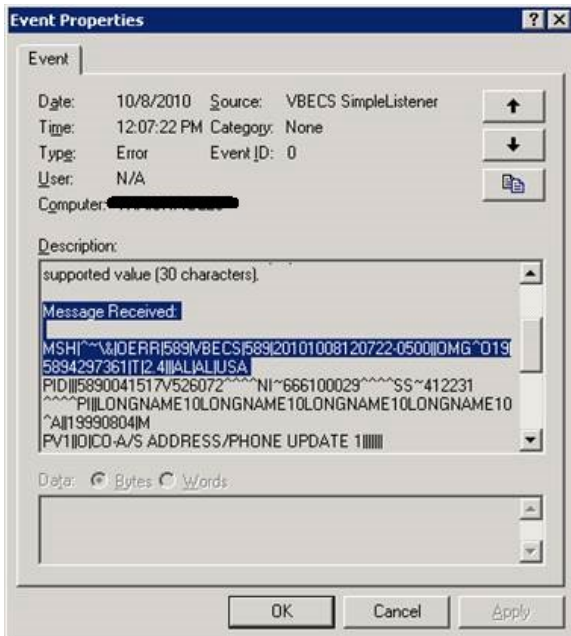 Event Properties
Event
Date: 10/8/2010 Source: VBECS SimpleListener
Time: 12:07:22 PM Category: None
Type: Error Event ID: 0
User: N/A
Computer:
Description:
supported value (30 characters).
Message Received:
MSH|^~\&|OERR|589|VBECS|589|20101008120722-0500||OMG^O19|
5894297361|T|2.4|||AL|AL|USA
PID|||5890041517V526072^^^^NI~666100029^^^^SS~412231
^^^^PI||LONGNAME10LONGNAME10LONGNAME10LONGNAME10
^A||19990804|M
PV1||O|CO-A/S ADDRESS/PHONE UPDATE 1|||||||
Data: Bytes Words
OK Cancel Apply